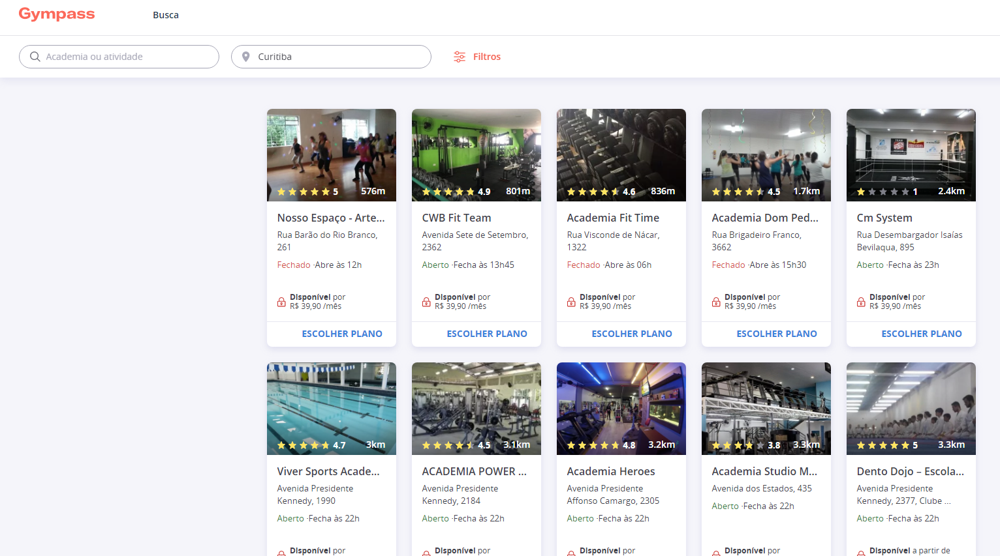 Gympass
Busca
Academia ou atividade
Curitiba
Filtros
5 576m
Nosso Espaço - Arte...
Rua Barão do Rio Branco,
261
Fechado ·Abre às 12h
Disponível por
R$ 39,90 /mês
ESCOLHER PLANO
4.9 801m
CWB Fit Team
Avenida Sete de Setembro,
2362
Aberto ·Fecha às 13h45
Disponível por
R$ 39,90 /mês
ESCOLHER PLANO
4.6 836m
Academia Fit Time
Rua Visconde de Nácar,
1322
Fechado ·Abre às 06h
Disponível por
R$ 39,90 /mês
ESCOLHER PLANO
4.5 1.7km
Academia Dom Ped...
Rua Brigadeiro Franco,
3662
Fechado ·Abre às 15h30
Disponível por
R$ 39,90 /mês
ESCOLHER PLANO
1 2.4km
Cm System
Rua Desembargador Isaías
Bevilaqua, 895
Aberto ·Fecha às 23h
Disponível por
R$ 39,90 /mês
ESCOLHER PLANO
4.7 3km
Viver Sports Acade...
Avenida Presidente
Kennedy, 1990
Aberto ·Fecha às 22h
Disponível por
4.5 3.1km
ACADEMIA POWER ...
Avenida Presidente
Kennedy, 2184
Aberto ·Fecha às 22h
Disponível por
4.8 3.2km
Academia Heroes
Avenida Presidente
Affonso Camargo, 2305
Aberto ·Fecha às 22h
Disponível por
3.8 3.3km
Academia Studio M...
Avenida dos Estados, 435
Aberto ·Fecha às 22h
Disponível por
5 3.3km
Dento Dojo – Escola...
Avenida Presidente
Kennedy, 2377, Clube ...
Aberto ·Fecha às 22h
Disponível a partir de